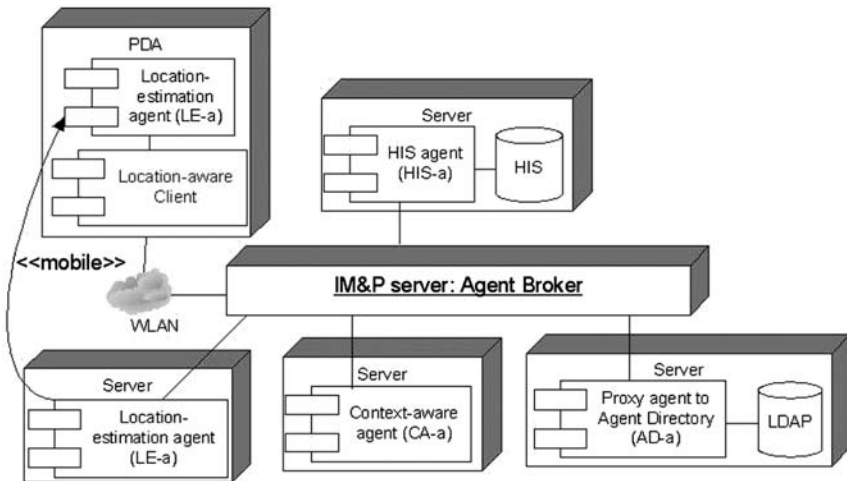 PDA
Location-
estimation
agent (LE-a)
Location-aware
Client
Server
HIS agent
(HIS-a)
HIS
<<mobile>>
WLAN
IM&P server: Agent Broker
Server
Location-
estimation agent
(LE-a)
Server
Context-aware
agent (CA-a)
Server
Proxy agent to
Agent Directory
(AD-a)
LDAP